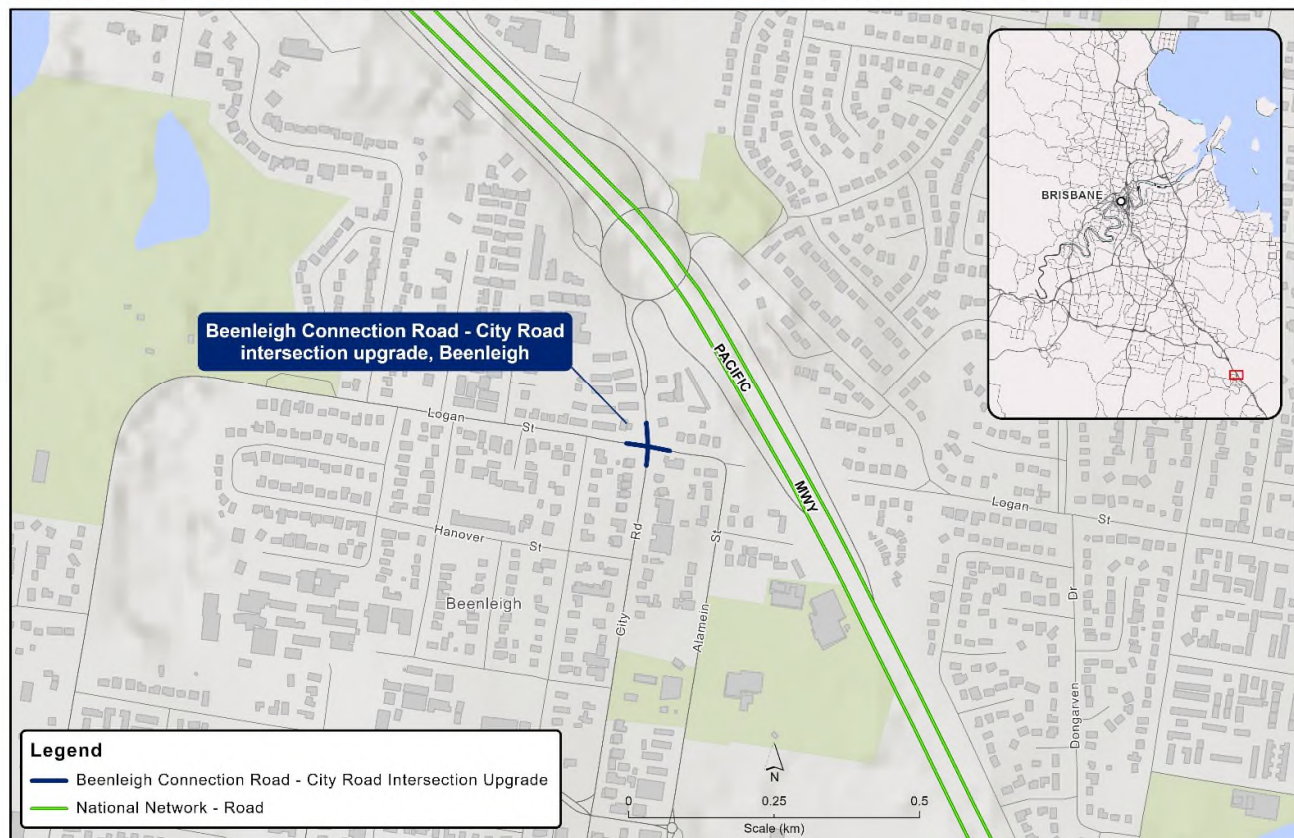 BRISBANE
Beenleigh Connection Road - City Road
intersection upgrade, Beenleigh
PACIFIC
MWY
Logan
St
Logan
St
Hanover
St
Rd
City
St
Alamein
Beenleigh
Dr
Dongarven
Legend
Beenleigh Connection Road - City Road Intersection Upgrade
National Network - Road
N
0
0.25
0.5
Scale (km)